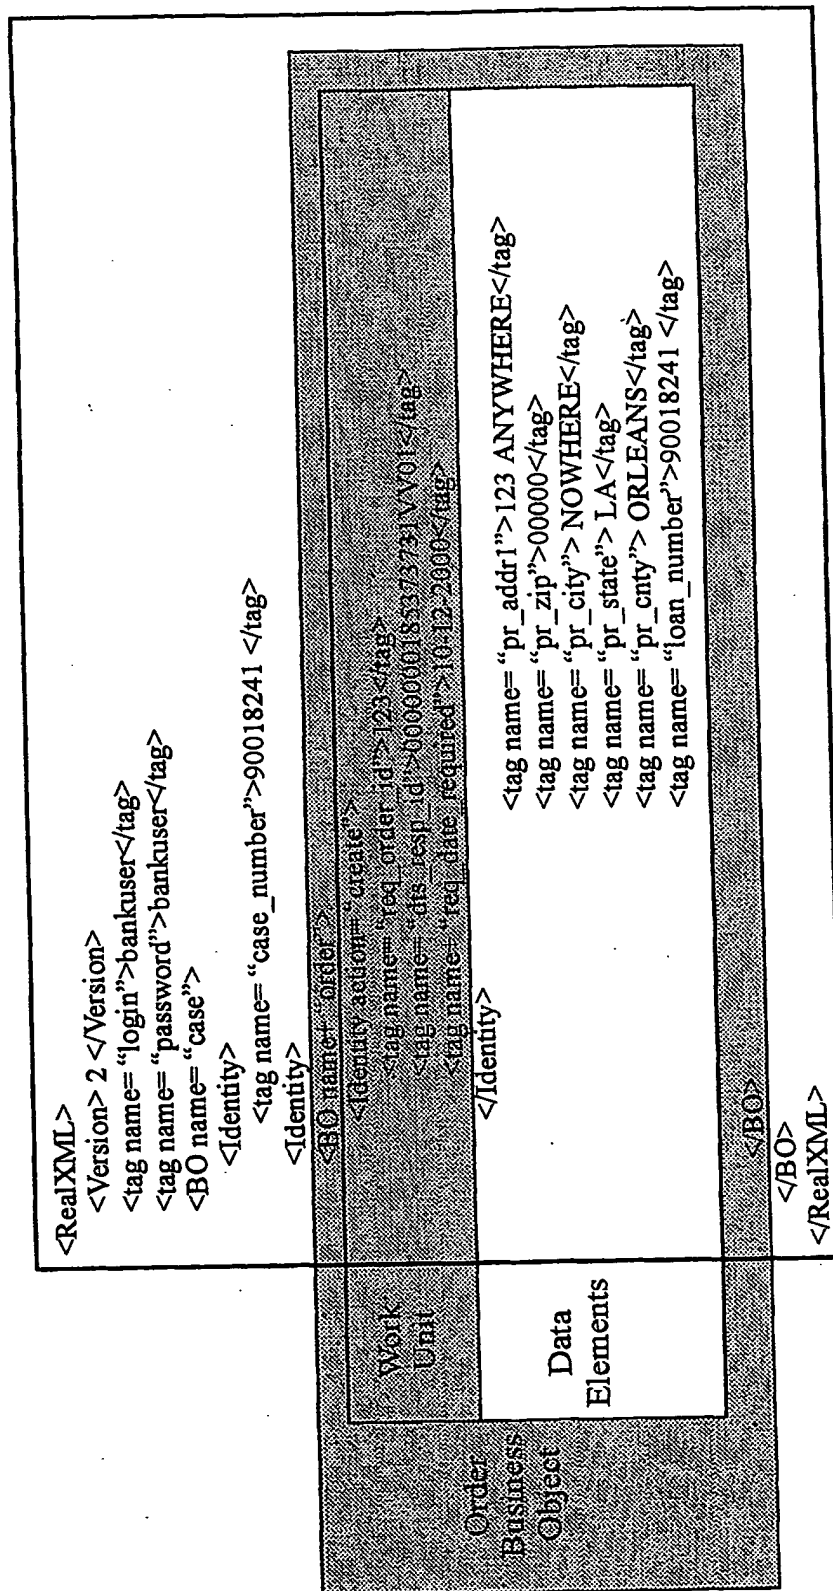 <RealXML>
<Version> 2 </Version>
<tag name= “login”>bankuser</tag>
<tag name= “password”>bankuser</tag>
<BO name= “case”>
<Identity>
<tag name= “case_number”>90018241 </tag>
<Identity>
<BO name= “order”>
<Identity action= “create”>
<tag name= “req_order_id”>123</tag>
<tag name= “dts_resp_id”>
<tag name= “req_date_required”>10-12-2000</tag>
</Identity>
<tag name= “pr_addr1”>123 ANYWHERE</tag>
<tag name= “pr_zip”>00000</tag>
<tag name= “pr_city”> NOWHERE</tag>
<tag name= “pr_state”> LA</tag>
<tag name= “pr_cnty”> ORLEANS</tag>
<tag name= “loan_number”>90018241 </tag>
</BO>
</BO>
</RealXML>
Work
Unit
Data
Elements
Order
Business
Object